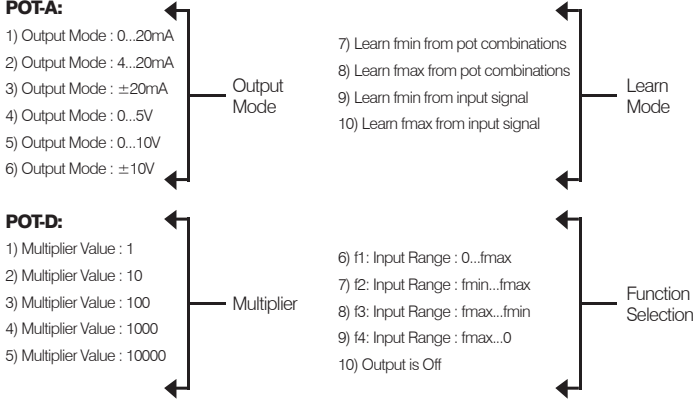 POT-A:
1) Output Mode : 0...20mA
2) Output Mode : 4...20mA
3) Output Mode : ±20mA
4) Output Mode : 0...5V
5) Output Mode : 0...10V
6) Output Mode : ±10V
Output
Mode
7) Learn fmin from pot combinations
8) Learn fmax from pot combinations
9) Learn fmin from input signal
10) Learn fmax from input signal
Learn
Mode
POT-D:
1) Multiplier Value : 1
2) Multiplier Value : 10
3) Multiplier Value : 100
4) Multiplier Value : 1000
5) Multiplier Value : 10000
Multiplier
6) f1: Input Range : 0...fmax
7) f2: Input Range : fmin...fmax
8) f3: Input Range : fmax...fmin
9) f4: Input Range : fmax...0
10) Output is Off
Function
Selection